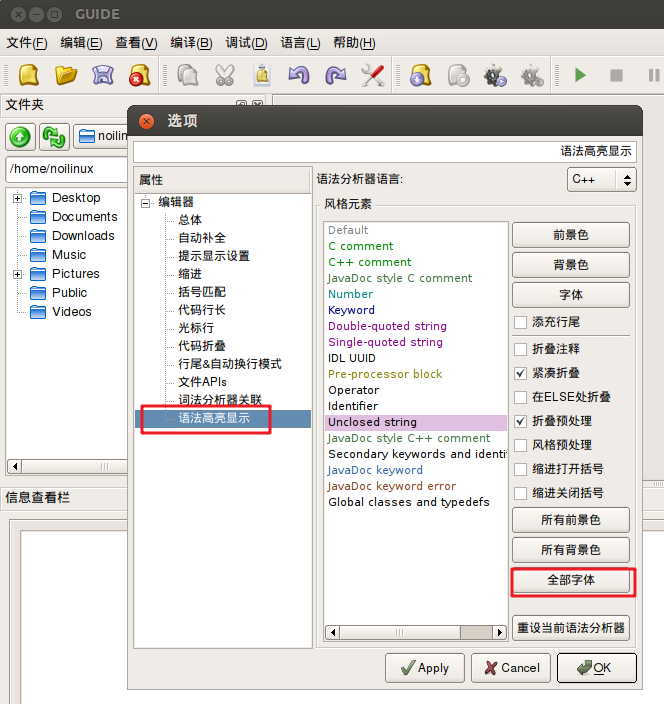 GUIDE
文件(F) 编辑(E) 查看(V) 编译(B) 调试(D) 语言(L) 帮助(H)
文件夹
noilin
/home/noilinux
Desktop
Documents
Downloads
Music
Pictures
Public
Videos
信息查看栏
选项
语法高亮显示
属性
编辑器
总体
自动补全
提示显示设置
缩进
括号匹配
代码行长
光标行
代码折叠
行尾&自动换行模式
文件APIs
词法分析器关联
语法高亮显示
语法分析器语言:
C++
风格元素
Default
C comment
C++ comment
JavaDoc style C comment
Number
Keyword
Double-quoted string
Single-quoted string
IDL UUID
Pre-processor block
Operator
Identifier
Unclosed string
JavaDoc style C++ comment
Secondary keywords and identi
JavaDoc keyword
JavaDoc keyword error
Global classes and typedefs
前景色
背景色
字体
添充行尾
折叠注释
紧凑折叠
在ELSE处折叠
折叠预处理
风格预处理
缩进打开括号
缩进关闭括号
所有前景色
所有背景色
全部字体
重设当前语法分析器
Apply
Cancel
OK